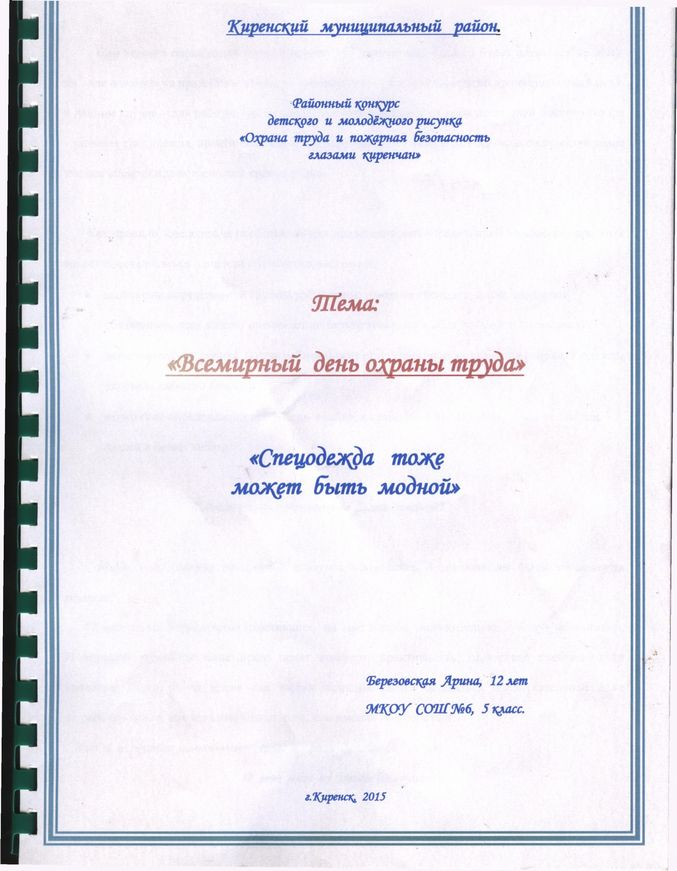 Киренский муниципальный район.
Районный конкурс
детского и молодёжного рисунка
«Охрана труда и пожарная безопасность
глазами киренчан»
Тема:
«Всемирный день охраны труда»
«Спецодежда тоже
может быть модной»
Березовская Арина, 12 лет
МКОУ СОШ №6, 5 класс.
г.Киренск, 2015